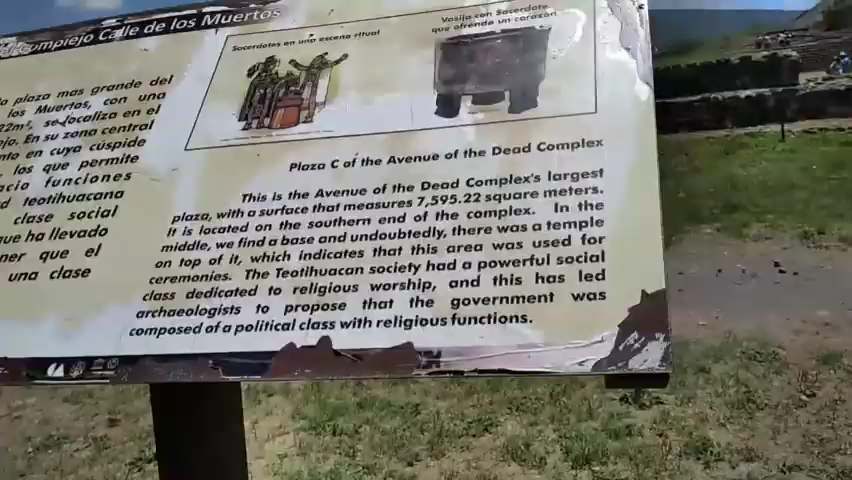 Complejo Calle de los Muertos
Sacerdotes en una escena ritual
Vasija con Sacerdote
que ofrenda un corazón
plaza mas grande del
los Muertos, con una
22m², se localiza en el
En su zona central
en cuya cúspide
los que permite
funciones
teotihuacana
clase social
que ha llevado
que el
una clase
Plaza C of the Avenue of the Dead Complex
This is the Avenue of the Dead Complex's largest
plaza, with a surface that measures 7,595.22 square meters.
It is located on the southern end of the complex. In the
middle, we find a base and undoubtedly, there was a temple
on top of it, which indicates that this area was used for
ceremonies. The Teotihuacan society had a powerful social
class dedicated to religious worship, and this has led
archaeologists to propose that the government was
composed of a political class with religious functions.